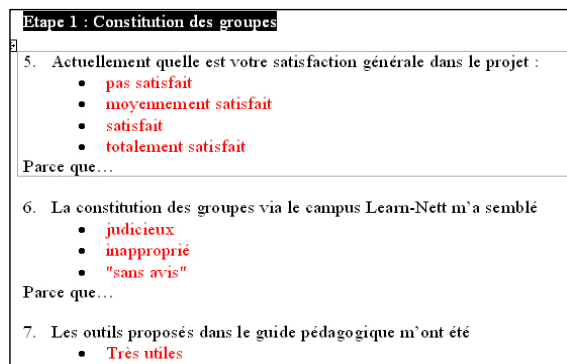 Etape 1 : Constitution des groupes
5. Actuellement quelle est votre satisfaction générale dans le projet :
• pas satisfait
• moyennement satisfait
• satisfait
• totalement satisfait
Parce que…
6. La constitution des groupes via le campus Learn-Nett m'a semblé
• judicieux
• inapproprié
• "sans avis"
Parce que…
7. Les outils proposés dans le guide pédagogique m'ont été
• Très utiles